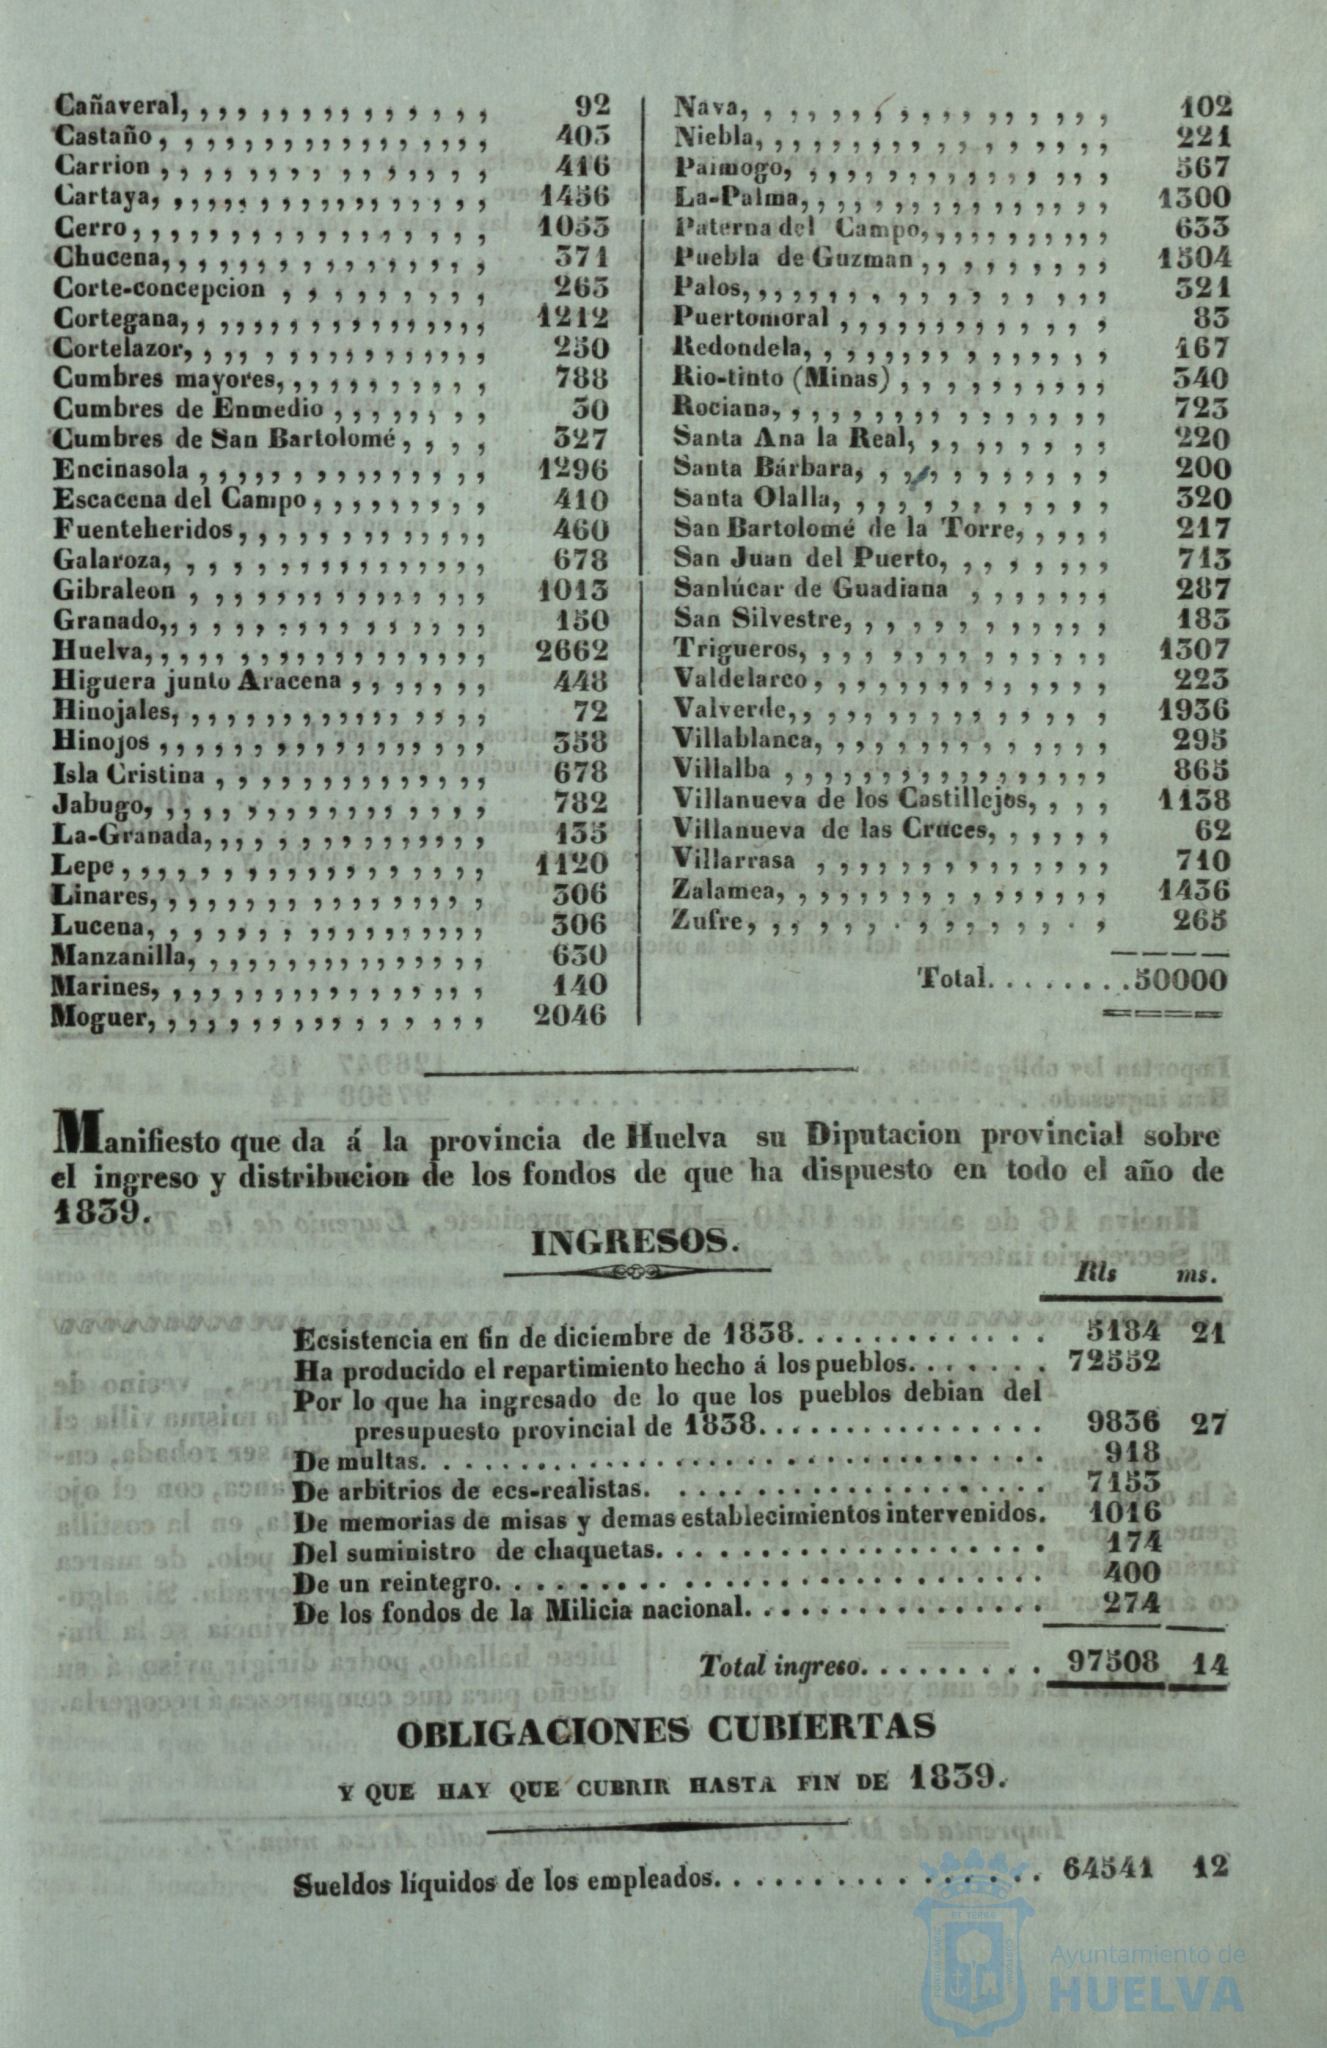 Cañaveral, 92
Castaño, 403
Carrion, 416
Cartaya, 1456
Cerro, 1053
Chucena, 371
Corte-concepcion, 263
Cortegana, 1212
Cortelazor, 250
Cumbres mayores, 788
Cumbres de Enmedio, 30
Cumbres de San Bartolomé, 327
Encinasola, 1296
Escacena del Campo, 410
Fuenteheridos, 460
Galaroza, 678
Gibraleon, 1013
Granado, 150
Huelva, 2662
Higuera junto Aracena, 448
Hinojales, 72
Hinojos, 358
Isla Cristina, 678
Jabugo, 782
La-Granada, 135
Lepe, 1120
Linares, 306
Lucena, 306
Manzanilla, 630
Marines, 140
Moguer, 2046
Nava, 102
Niebla, 221
Paimogo, 567
La-Palma, 1300
Paterna del Campo, 633
Puebla de Guzman, 1504
Palos, 321
Puertomoral, 83
Redondela, 167
Rio-tinto (Minas), 340
Rociana, 723
Santa Ana la Real, 220
Santa Bárbara, 200
Santa Olalla, 320
San Bartolomé de la Torre, 217
San Juan del Puerto, 713
Sanlúcar de Guadiana, 287
San Silvestre, 183
Trigueros, 1307
Valdelarco, 223
Valverde, 1936
Villablanca, 295
Villalba, 865
Villanueva de los Castillejos, 1138
Villanueva de las Cruces, 62
Villarrasa, 710
Zalamea, 1436
Zufre, 265
Total. . . . . . . . 50000
Manifiesto que da á la provincia de Huelva su Diputacion provincial sobre
el ingreso y distribucion de los fondos de que ha dispuesto en todo el año de
1839.
INGRESOS.
Rls ms.
Ecsistencia en fin de diciembre de 1838. . . . . . . . . . . . . 5184 21
Ha producido el repartimiento hecho á los pueblos. . . . . . . 72552
Por lo que ha ingresado de lo que los pueblos debian del
presupuesto provincial de 1838. . . . . . . . . . . . . . . 9836 27
De multas. . . . . . . . . . . . . . . . . . . . . . . . . . . . . 918
De arbitrios de ecs-realistas. . . . . . . . . . . . . . . . . . . 7153
De memorias de misas y demas establecimientos intervenidos. 1016
Del suministro de chaquetas. . . . . . . . . . . . . . . . . . . 174
De un reintegro. . . . . . . . . . . . . . . . . . . . . . . . . . 400
De los fondos de la Milicia nacional. . . . . . . . . . . . . . . 274
Total ingreso. . . . . . . . . 97508 14
OBLIGACIONES CUBIERTAS
Y QUE HAY QUE CUBRIR HASTA FIN DE 1839.
Sueldos líquidos de los empleados. . . . . . . . . . . . . . . . 64541 12
Ayuntamiento de
HUELVA